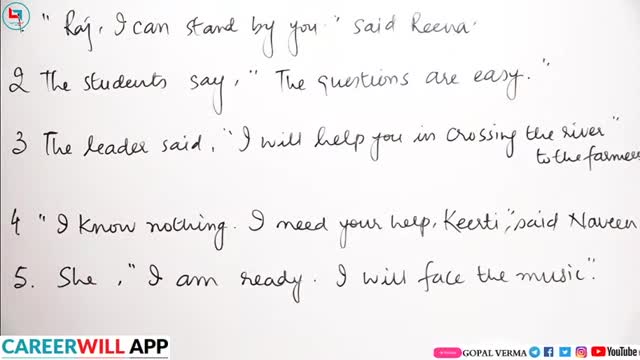 " Raj, I can stand by you." said Reena.
2 The students say, " The questions are easy. "
3 The leader said, " I will help you in crossing the river"
to the farmers
4 " I know nothing. I need your help, Keerti," said Naveen
5. She , " I am ready. I will face the music".
CAREERWILL APP
GOPAL VERMA YouTube